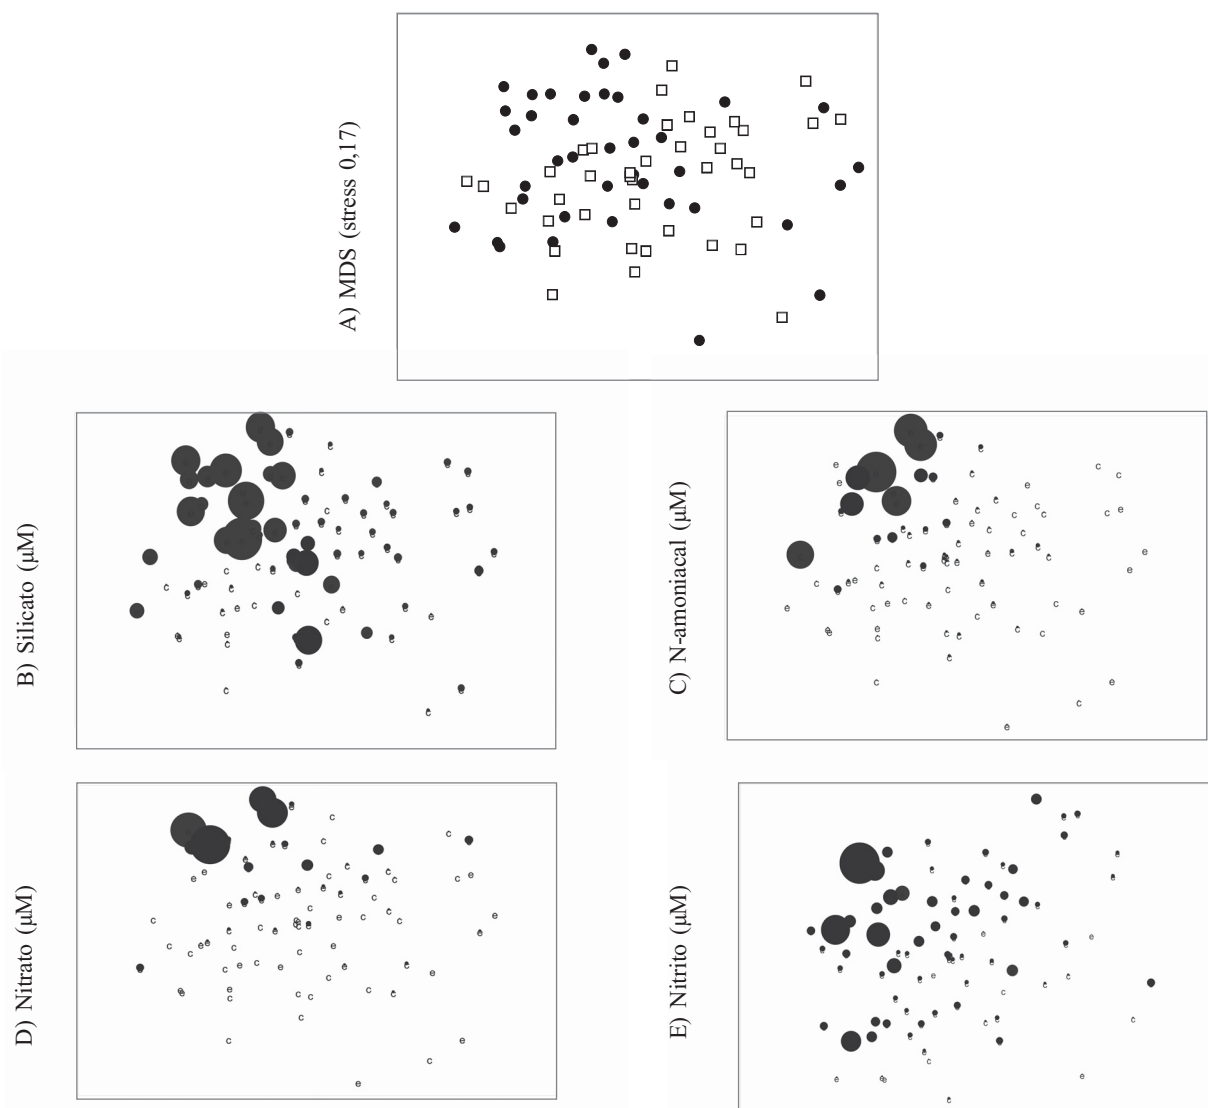 A) MDS (stress 0,17)
B) Silicato (µM)
C) N-amoniacal (µM)
D) Nitrato (µM)
E) Nitrito (µM)